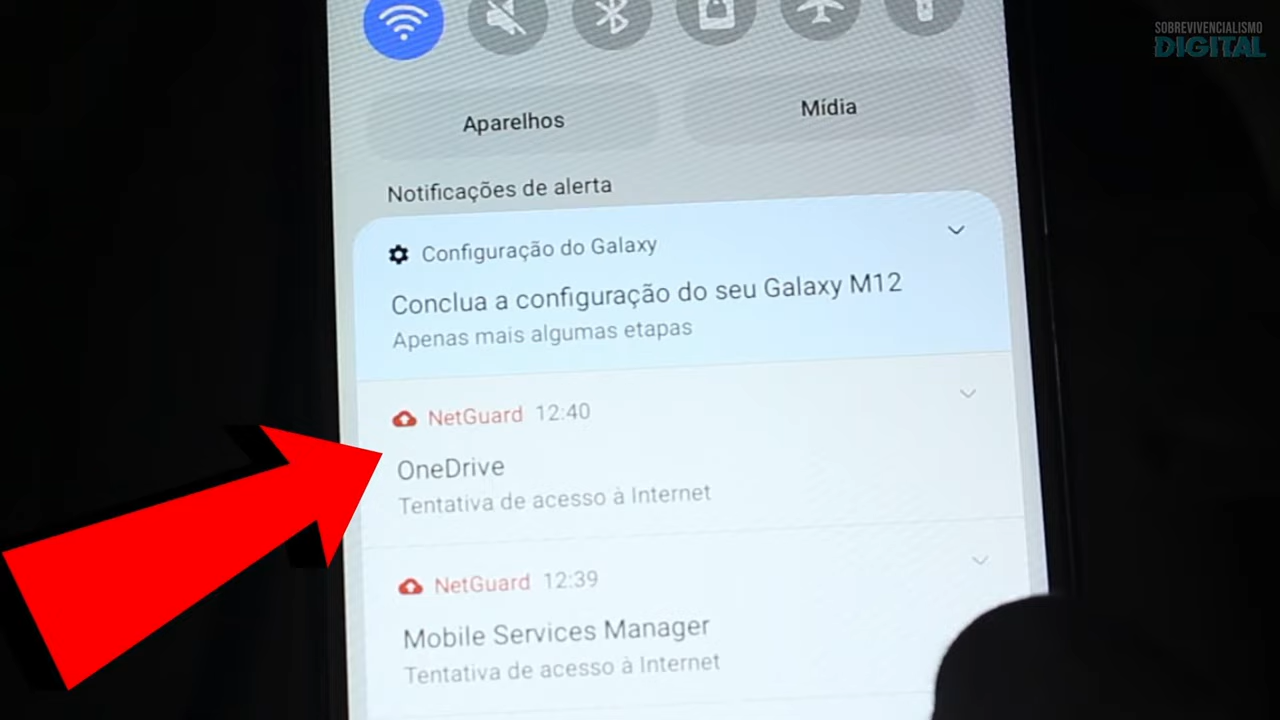 SOBREVIVENCIALISMO
DIGITAL
Aparelhos
Mídia
Notificações de alerta
Configuração do Galaxy
Conclua a configuração do seu Galaxy M12
Apenas mais algumas etapas
NetGuard 12:40
OneDrive
Tentativa de acesso à Internet
NetGuard 12:39
Mobile Services Manager
Tentativa de acesso à Internet